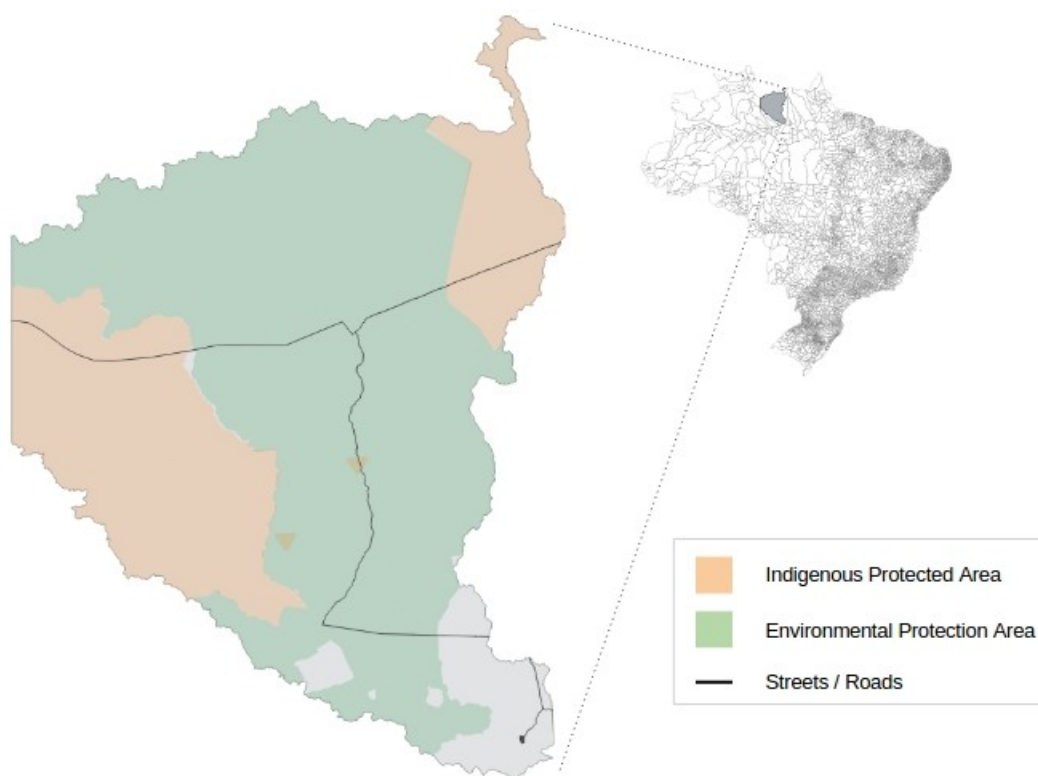 Indigenous Protected Area
Environmental Protection Area
Streets / Roads